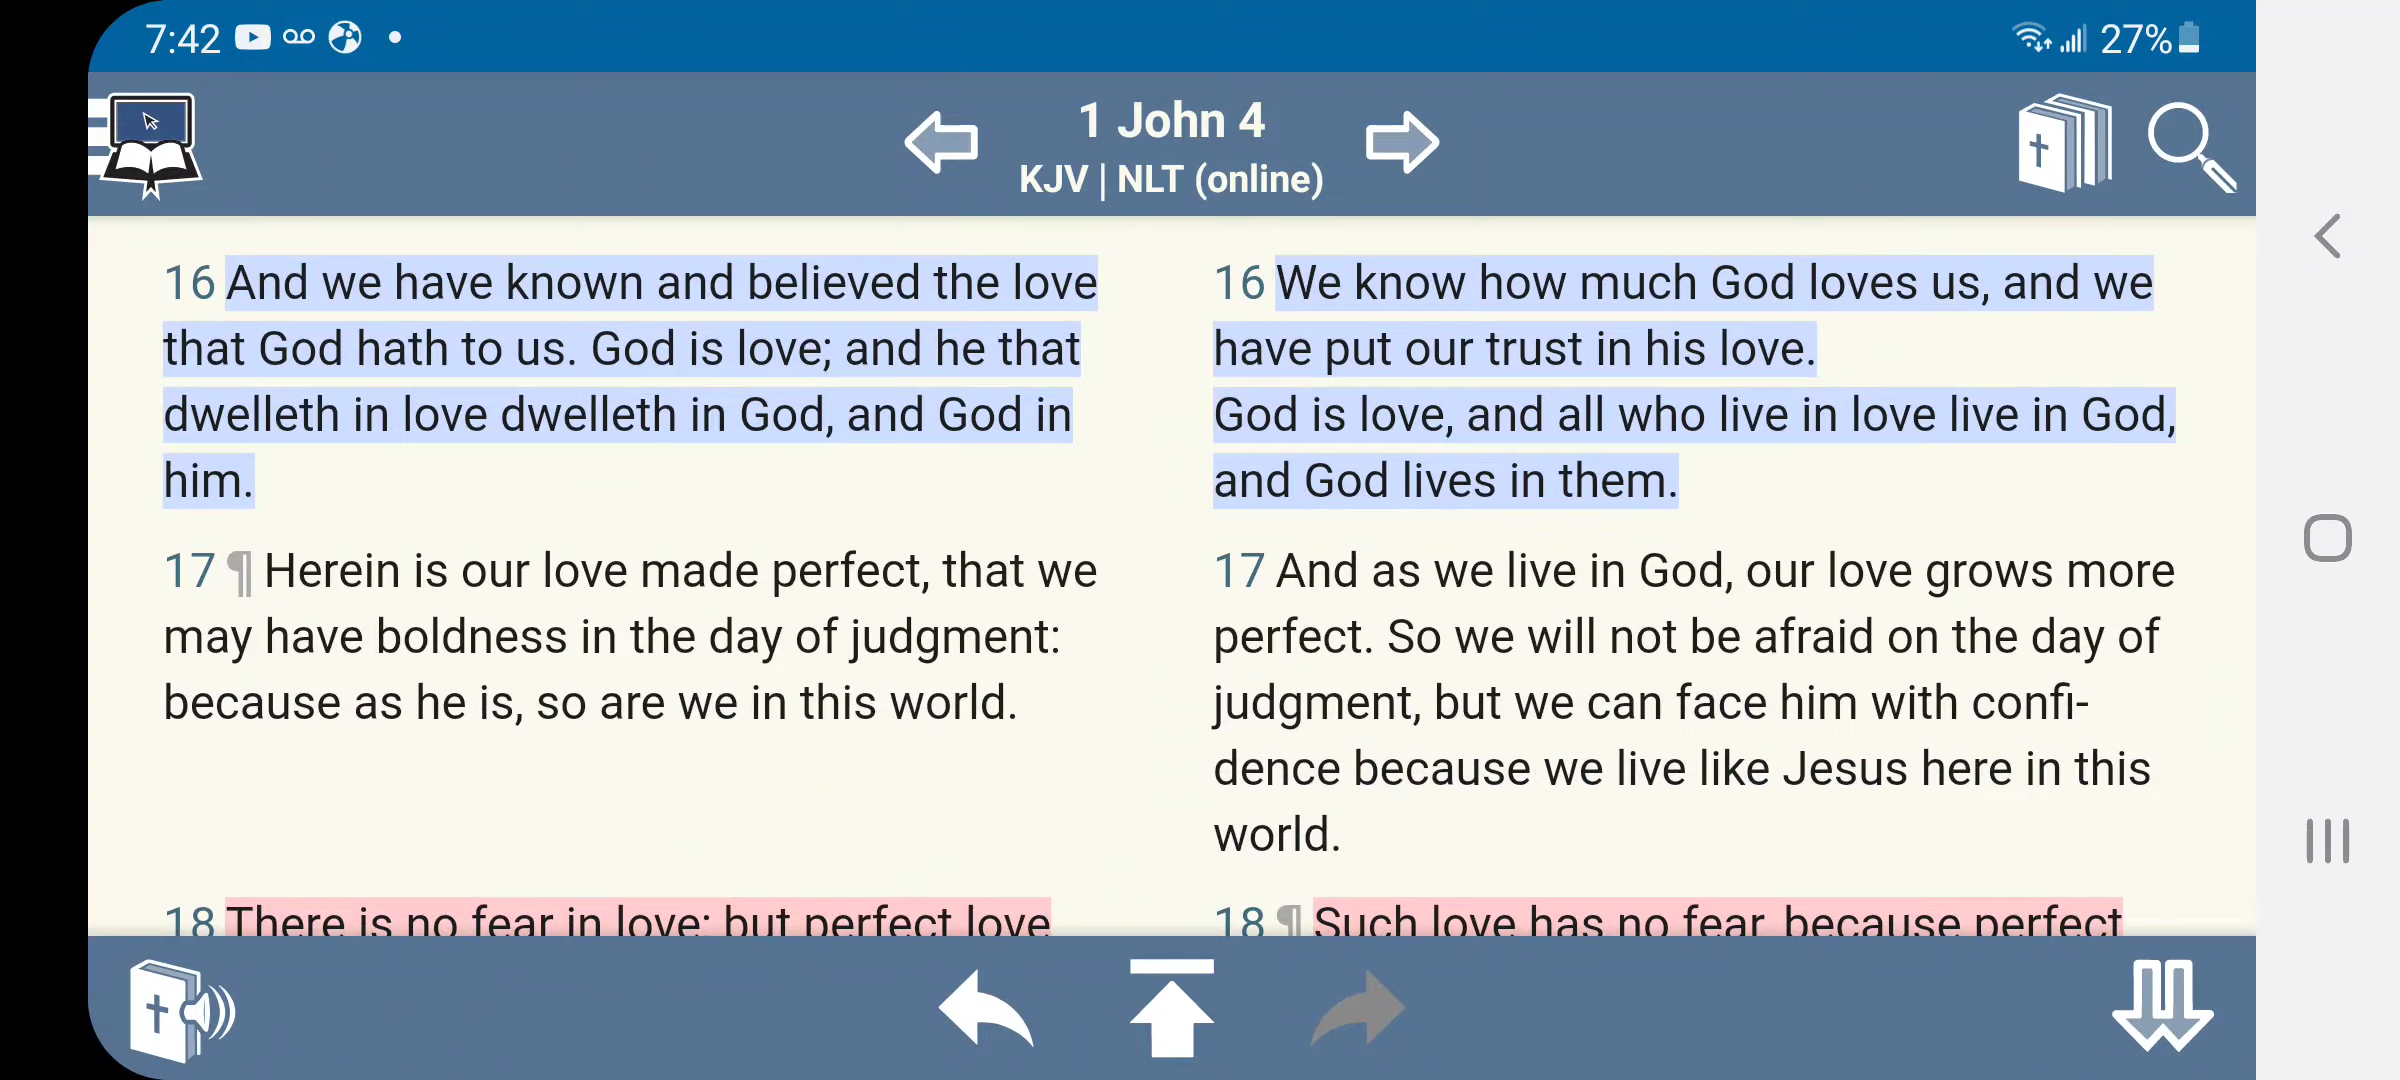 7:42
27%
1 John 4
KJV | NLT (online)
16 And we have known and believed the love
that God hath to us. God is love; and he that
dwelleth in love dwelleth in God, and God in
him.
17 ¶ Herein is our love made perfect, that we
may have boldness in the day of judgment:
because as he is, so are we in this world.
18 There is no fear in love; but perfect love
16 We know how much God loves us, and we
have put our trust in his love.
God is love, and all who live in love live in God,
and God lives in them.
17 And as we live in God, our love grows more
perfect. So we will not be afraid on the day of
judgment, but we can face him with confi-
dence because we live like Jesus here in this
world.
18 ¶ Such love has no fear, because perfect